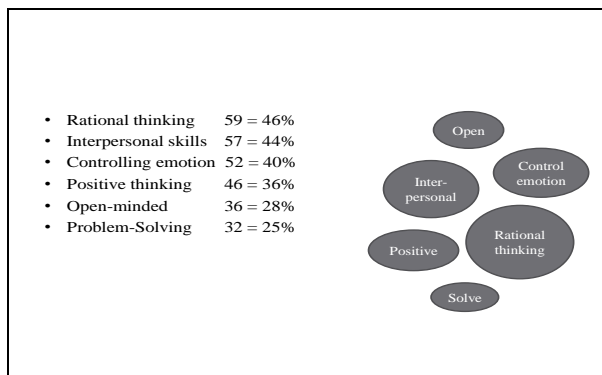 • Rational thinking 59 = 46%
• Interpersonal skills 57 = 44%
• Controlling emotion 52 = 40%
• Positive thinking 46 = 36%
• Open-minded 36 = 28%
• Problem-Solving 32 = 25%
Open
Control
emotion
Inter-
personal
Rational
thinking
Positive
Solve